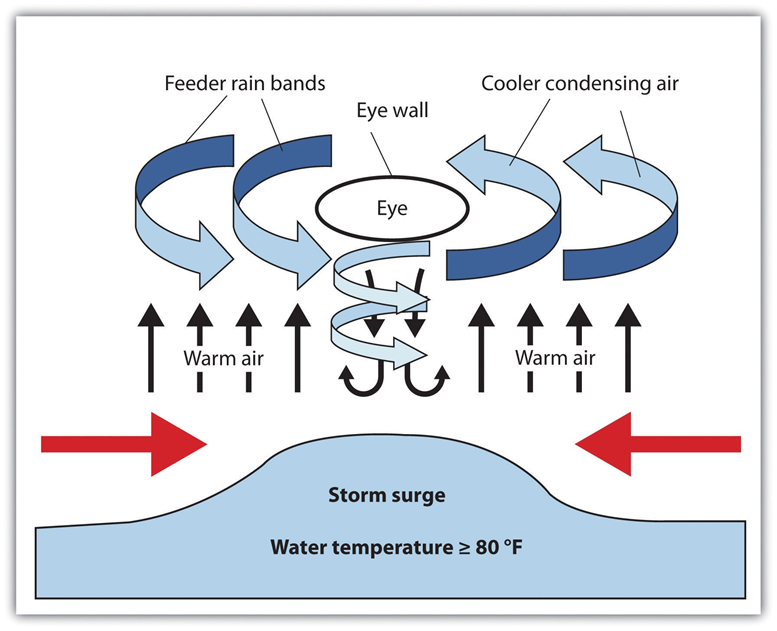 Feeder rain bands
Cooler condensing air
Eye wall
Eye
Warm air
Warm air
Storm surge
Water temperature ≥ 80 °F